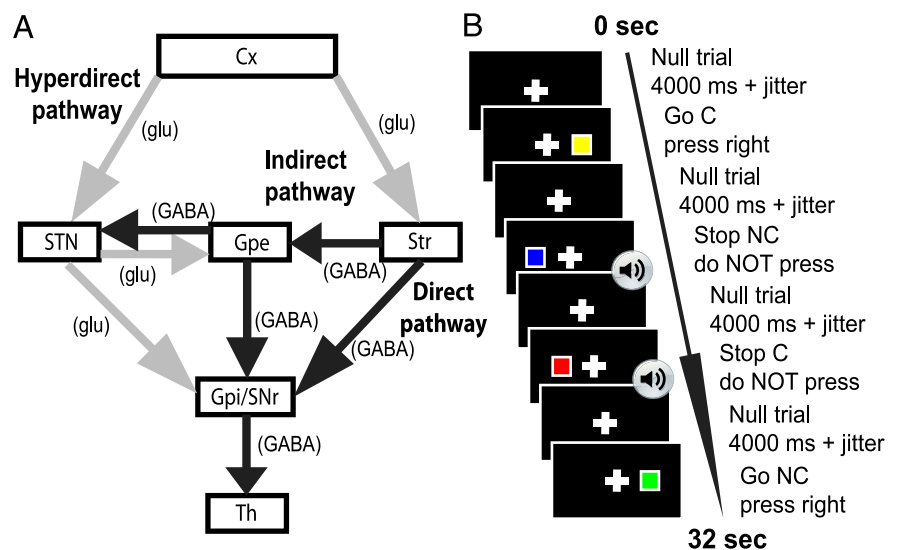 A
Cx
Hyperdirect
pathway
(glu)
(glu)
Indirect
pathway
STN
(GABA)
Gpe
Str
(glu)
(GABA)
Direct
pathway
(glu)
(GABA)
(GABA)
Gpi/SNr
(GABA)
Th
B
0 sec
Null trial
4000 ms + jitter
Go C
press right
Null trial
4000 ms + jitter
Stop NC
do NOT press
Null trial
4000 ms + jitter
Stop C
do NOT press
Null trial
4000 ms + jitter
Go NC
press right
32 sec